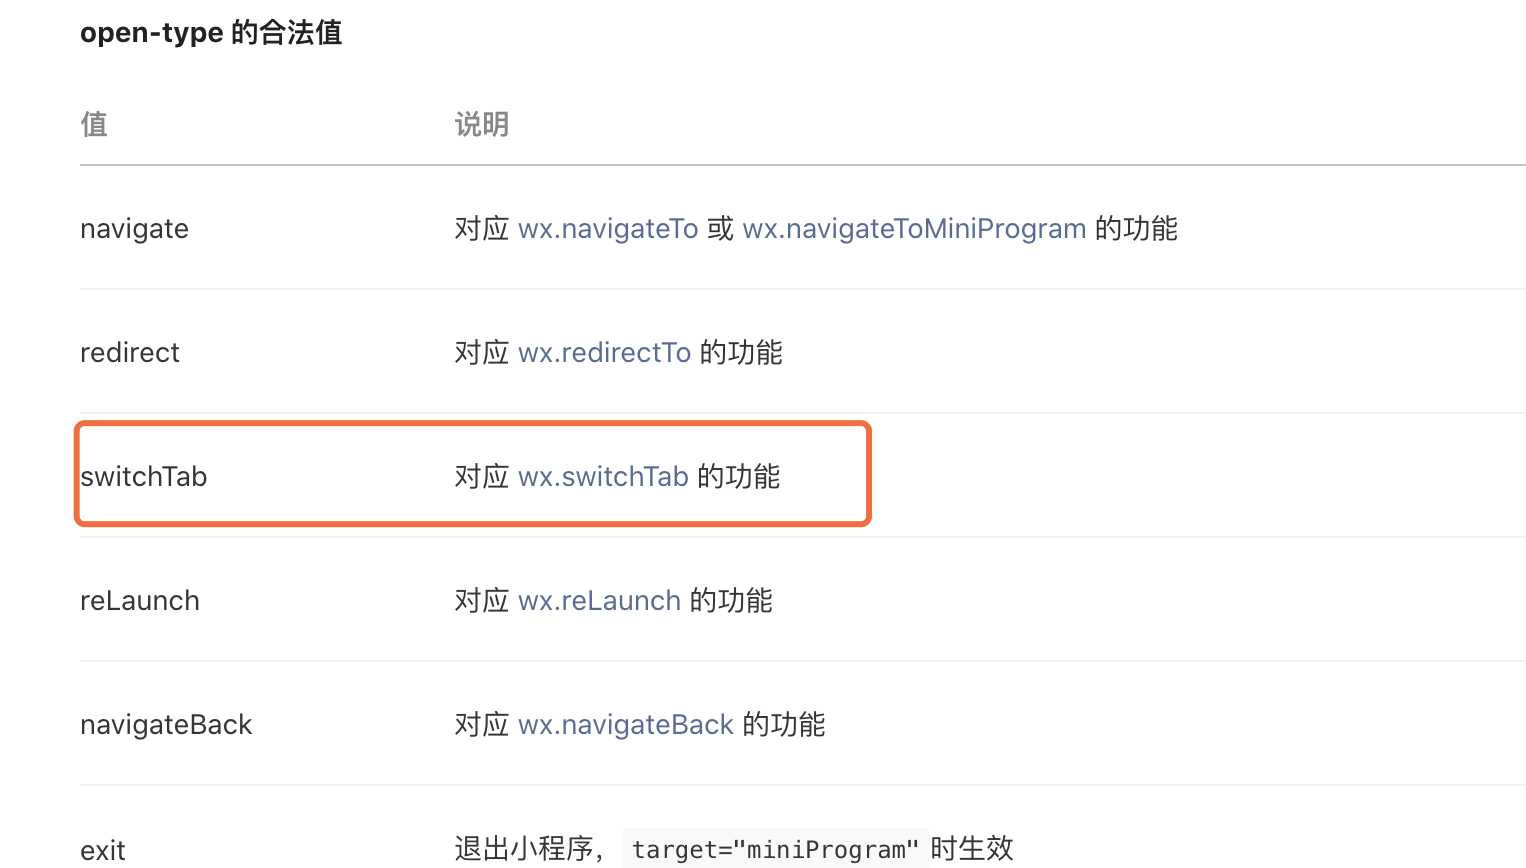 open-type 的合法值
值 说明
navigate 对应 wx.navigateTo 或 wx.navigateToMiniProgram 的功能
redirect 对应 wx.redirectTo 的功能
switchTab 对应 wx.switchTab 的功能
reLaunch 对应 wx.reLaunch 的功能
navigateBack 对应 wx.navigateBack 的功能
exit 退出小程序，target="miniProgram" 时生效